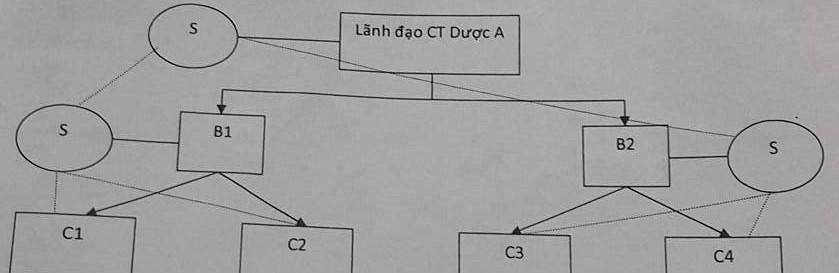 S
Lãnh đạo CT Dược A
S
B1
B2
S
C1
C2
C3
C4